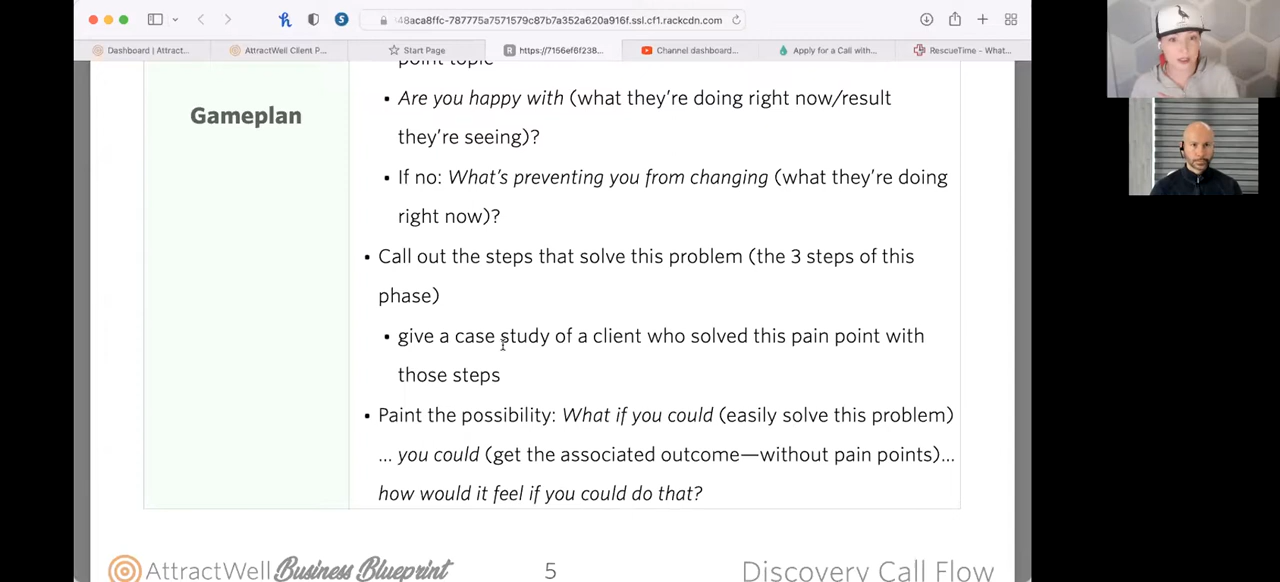 48aca8ffc-787775a7571579c87b7a352a620a916f.ssl.cf1.rackcdn.com
Dashboard | Attract...
AttractWell Client P...
Start Page
https://7156ef6f238...
Channel dashboard...
Apply for a Call with...
RescueTime - What...
point topic
Gameplan
▪ Are you happy with (what they’re doing right now/result
they’re seeing)?
▪ If no: What’s preventing you from changing (what they’re doing
right now)?
▪ Call out the steps that solve this problem (the 3 steps of this
phase)
▪ give a case study of a client who solved this pain point with
those steps
▪ Paint the possibility: What if you could (easily solve this problem)
... you could (get the associated outcome—without pain points)...
how would it feel if you could do that?
AttractWell Business Blueprint 5 Discovery Call Flow